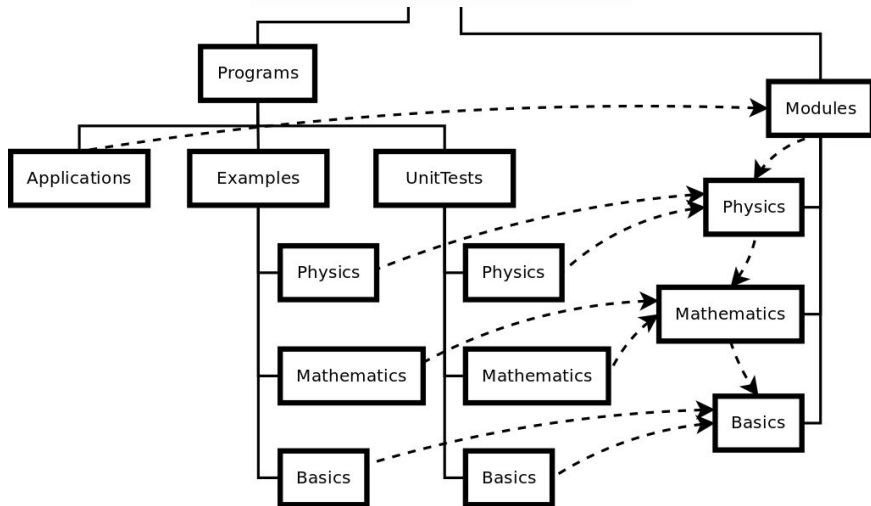 Programs
Modules
Applications
Examples
UnitTests
Physics
Physics
Physics
Mathematics
Mathematics
Mathematics
Basics
Basics
Basics